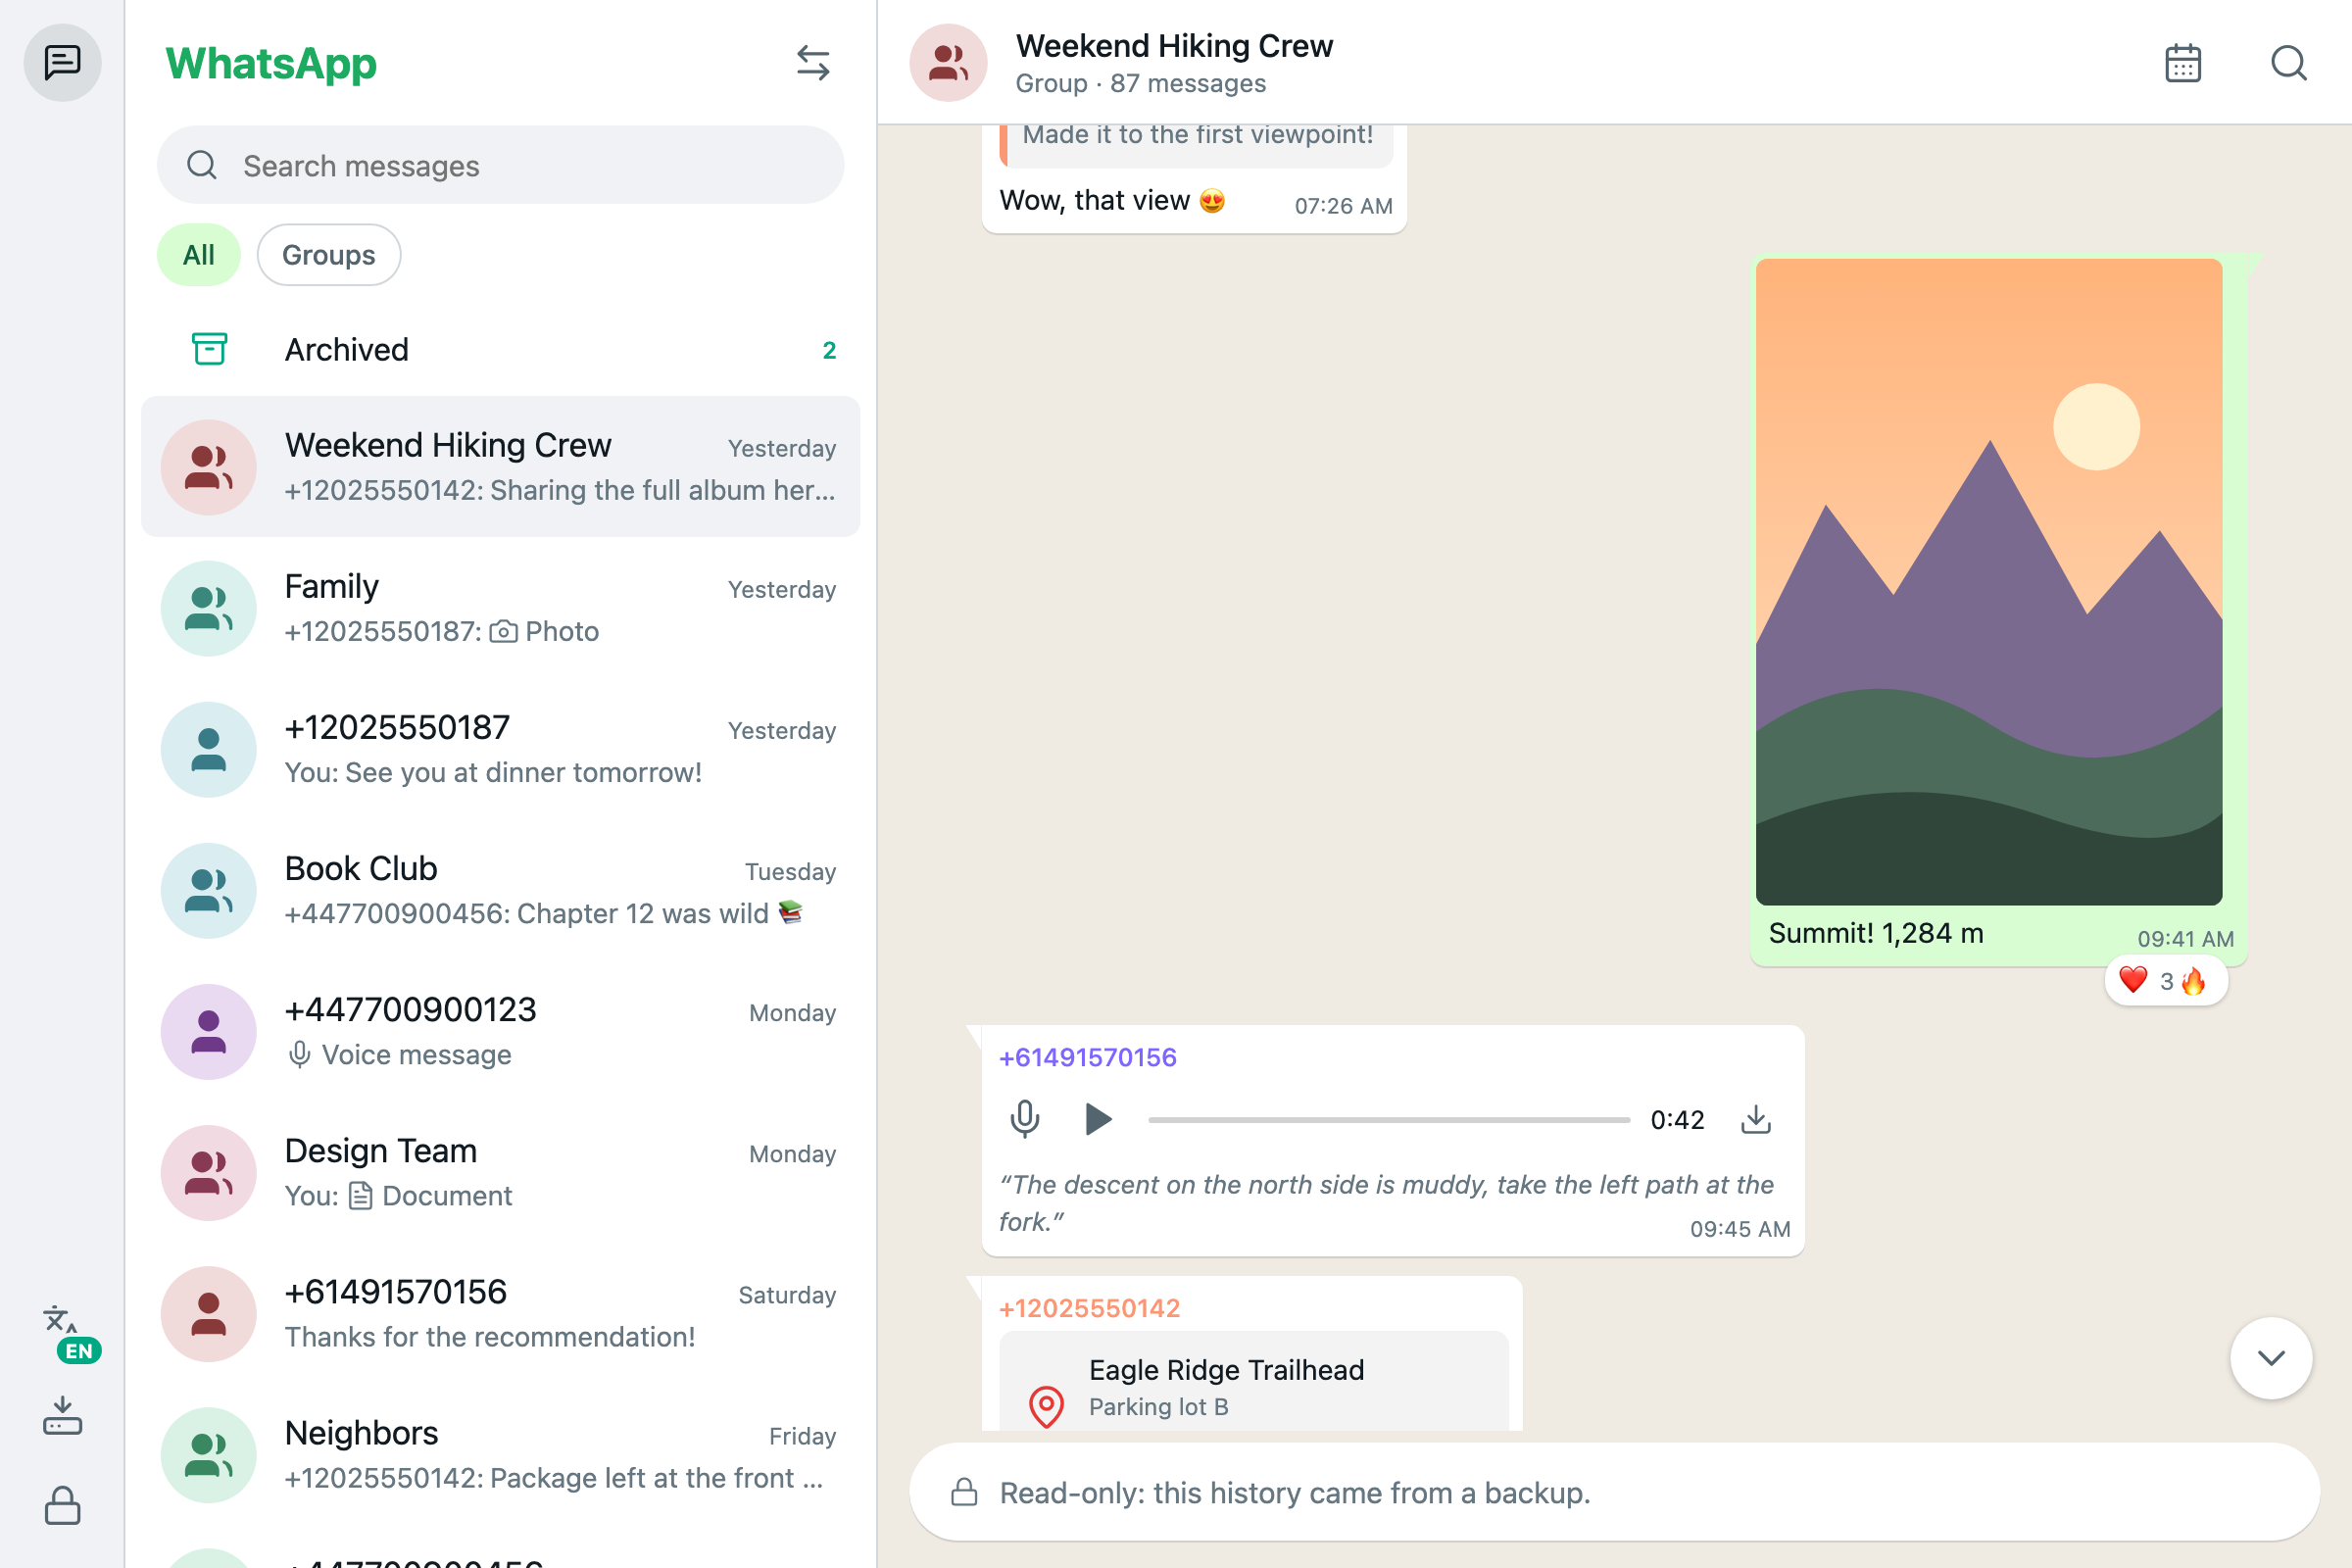 WhatsApp
Search messages
All
Groups
Archived
2
Weekend Hiking Crew
Yesterday
+12025550142: Sharing the full album her...
Family
Yesterday
+12025550187: Photo
+12025550187
Yesterday
You: See you at dinner tomorrow!
Book Club
Tuesday
+447700900456: Chapter 12 was wild 📚
+447700900123
Monday
Voice message
Design Team
Monday
You: Document
+61491570156
Saturday
Thanks for the recommendation!
Neighbors
Friday
+12025550142: Package left at the front ...
EN
Weekend Hiking Crew
Group · 87 messages
Made it to the first viewpoint!
Wow, that view 😍
07:26 AM
Summit! 1,284 m
09:41 AM
❤️ 3 🔥
+61491570156
0:42
“The descent on the north side is muddy, take the left path at the
fork.”
09:45 AM
+12025550142
Eagle Ridge Trailhead
Parking lot B
Read-only: this history came from a backup.